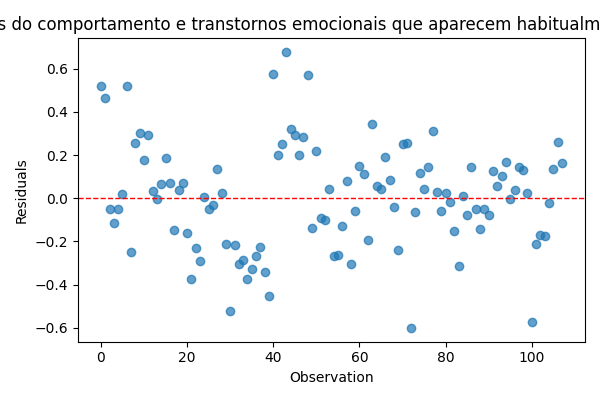 s do comportamento e transtornos emocionais que aparecem habitualm
Residuals
0.6
0.4
0.2
0.0
−0.2
−0.4
−0.6
0 20 40 60 80 100
Observation